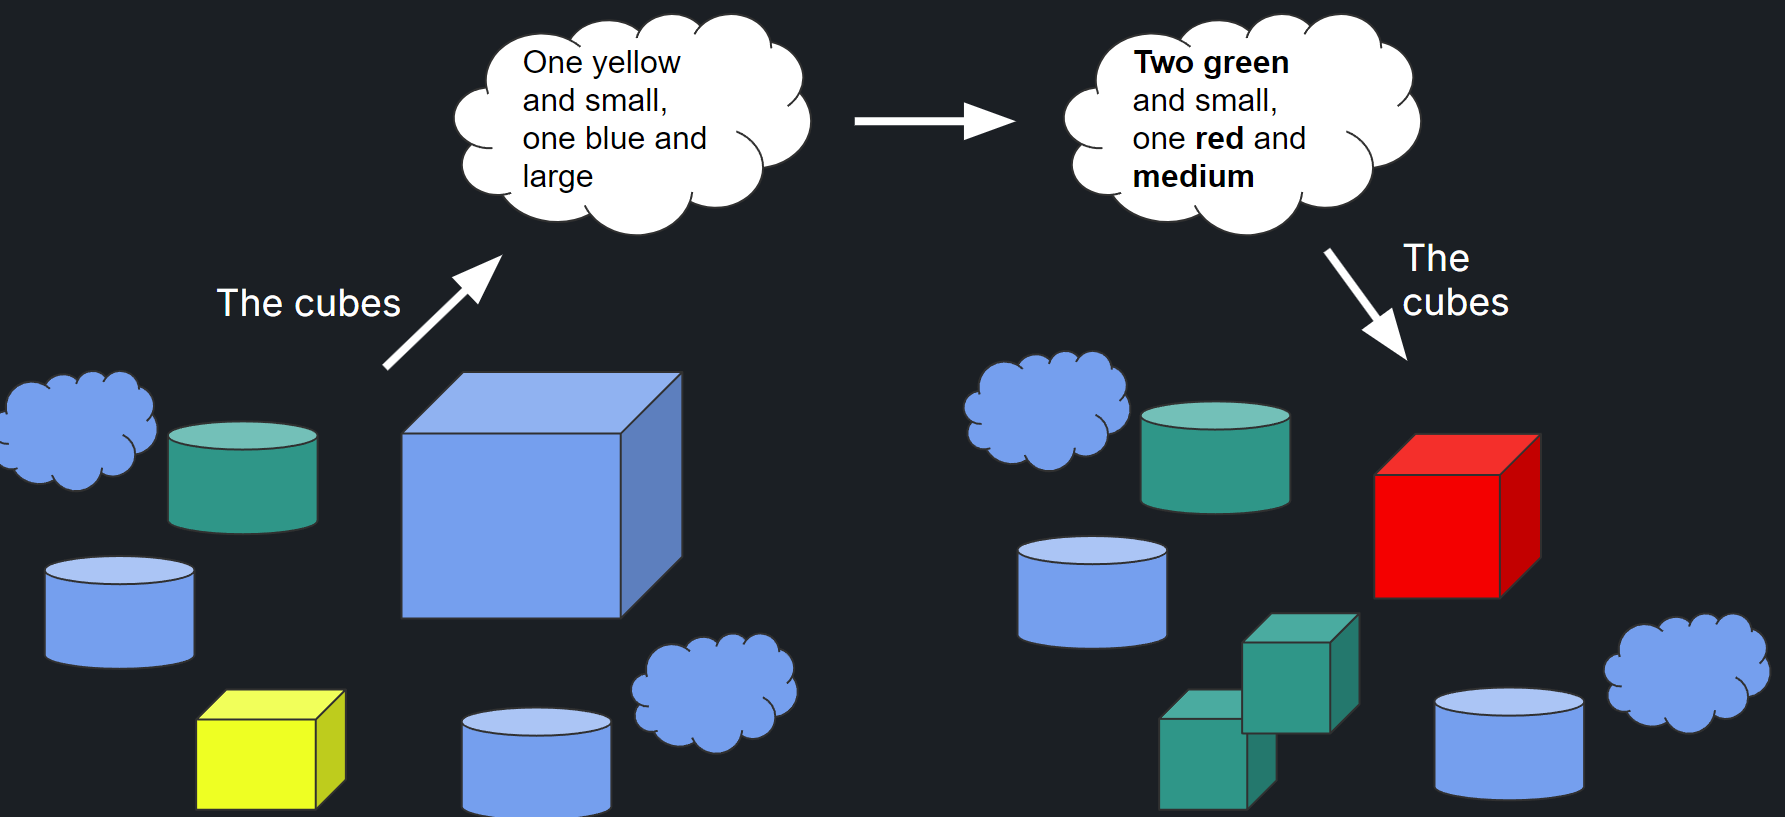 One yellow
and small,
one blue and
large
Two green
and small,
one red and
medium
The cubes
The
cubes